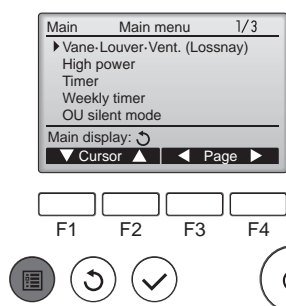 Main Main menu 1/3
Vane·Louver·Vent. (Lossnay)
High power
Timer
Weekly timer
OU silent mode
Main display:
Cursor Page
F1 F2 F3 F4